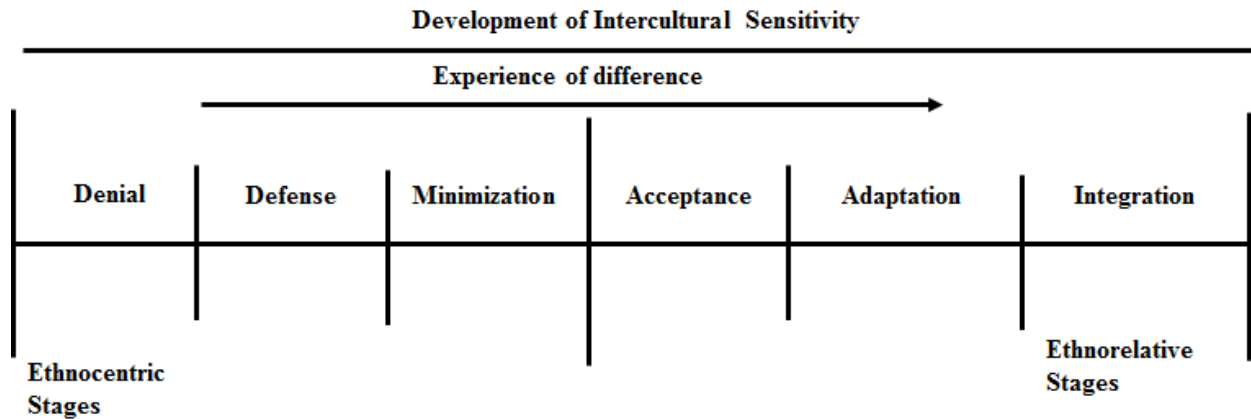 Development of Intercultural Sensitivity
Experience of difference
Denial
Defense
Minimization
Acceptance
Adaptation
Integration
Ethnocentric
Stages
Ethnorelative
Stages